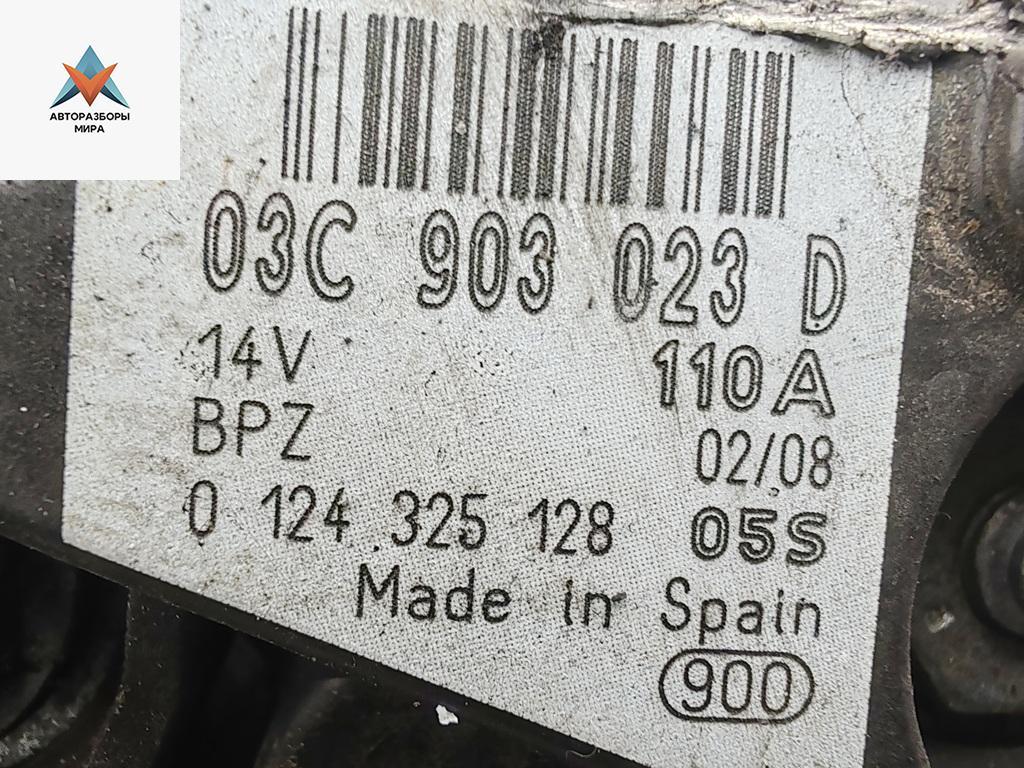 АВТОРАЗБОРЫ
МИРА
03C 903 023 D
14V 110A
BPZ 02/08
0 124 325 128 05S
Made in Spain
900